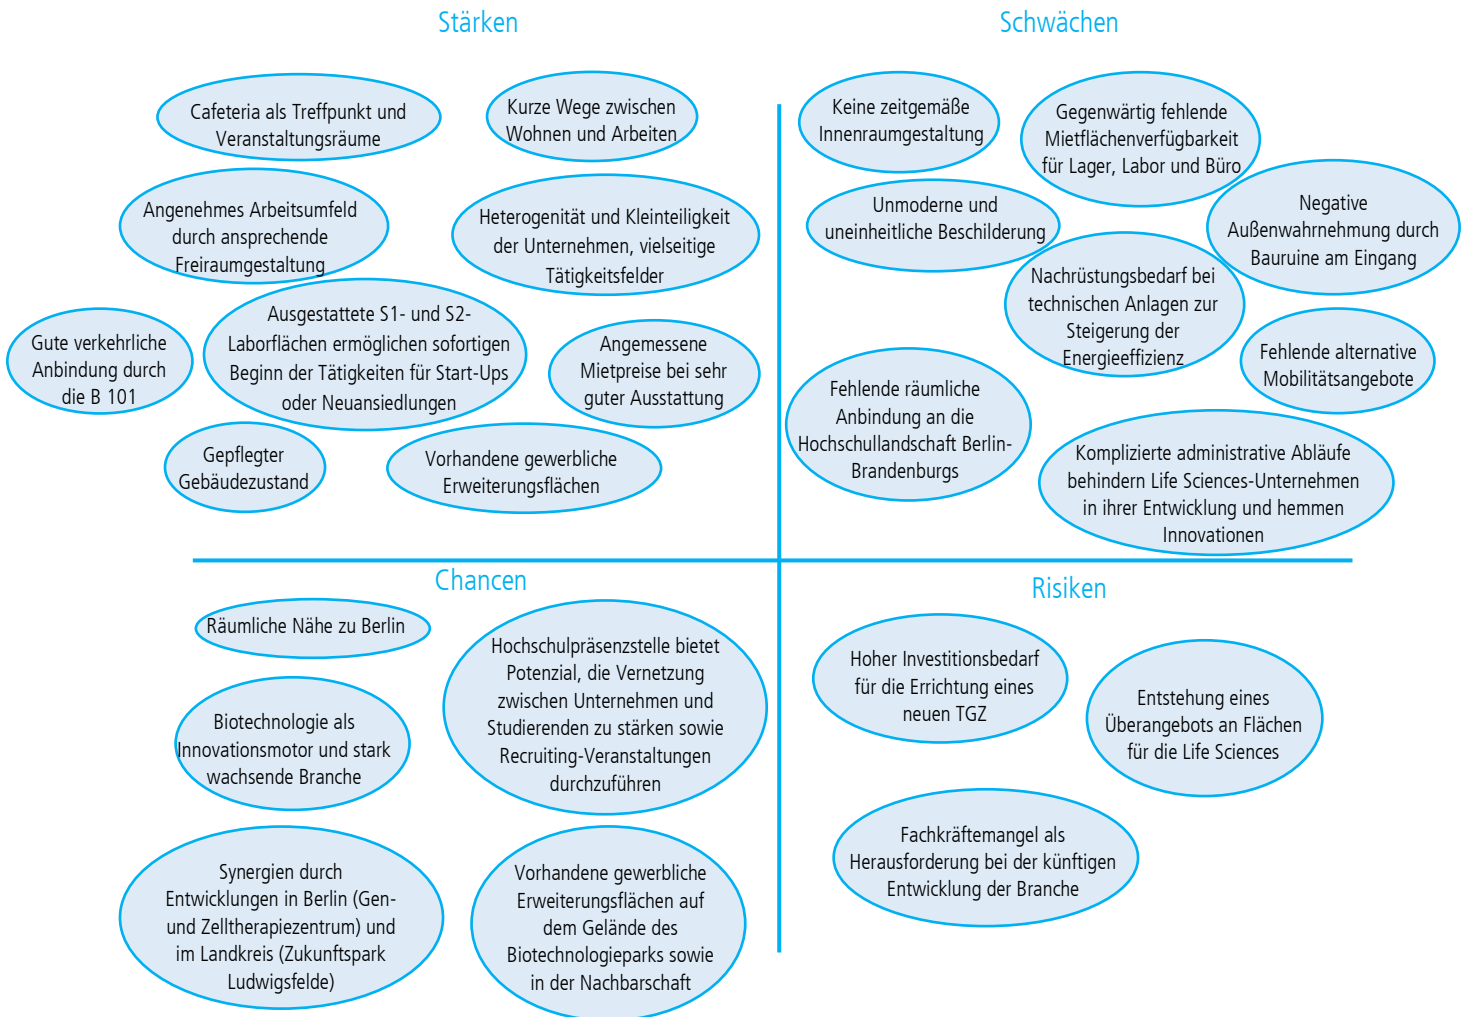 Stärken
Cafeteria als Treffpunkt und
Veranstaltungsräume
Kurze Wege zwischen
Wohnen und Arbeiten
Angenehmes Arbeitsumfeld
durch ansprechende
Freiraumgestaltung
Heterogenität und Kleinteiligkeit
der Unternehmen, vielseitige
Tätigkeitsfelder
Gute verkehrliche
Anbindung durch
die B 101
Ausgestattete S1- und S2-
Laborflächen ermöglichen sofortigen
Beginn der Tätigkeiten für Start-Ups
oder Neuansiedlungen
Angemessene
Mietpreise bei sehr
guter Ausstattung
Gepflegter
Gebäudezustand
Vorhandene gewerbliche
Erweiterungsflächen
Schwächen
Keine zeitgemäße
Innenraumgestaltung
Gegenwärtig fehlende
Mietflächenverfügbarkeit
für Lager, Labor und Büro
Unmoderne und
uneinheitliche Beschilderung
Negative
Außenwahrnehmung durch
Bauruine am Eingang
Nachrüstungsbedarf bei
technischen Anlagen zur
Steigerung der
Energieeffizienz
Fehlende alternative
Mobilitätsangebote
Fehlende räumliche
Anbindung an die
Hochschullandschaft Berlin-
Brandenburgs
Komplizierte administrative Abläufe
behindern Life Sciences-Unternehmen
in ihrer Entwicklung und hemmen
Innovationen
Chancen
Räumliche Nähe zu Berlin
Hochschulpräsenzstelle bietet
Potenzial, die Vernetzung
zwischen Unternehmen und
Studierenden zu stärken sowie
Recruiting-Veranstaltungen
durchzuführen
Biotechnologie als
Innovationsmotor und stark
wachsende Branche
Synergien durch
Entwicklungen in Berlin (Gen-
und Zelltherapiezentrum) und
im Landkreis (Zukunftspark
Ludwigsfelde)
Vorhandene gewerbliche
Erweiterungsflächen auf
dem Gelände des
Biotechnologieparks sowie
in der Nachbarschaft
Risiken
Hoher Investitionsbedarf
für die Errichtung eines
neuen TGZ
Entstehung eines
Überangebots an Flächen
für die Life Sciences
Fachkräftemangel als
Herausforderung bei der künftigen
Entwicklung der Branche